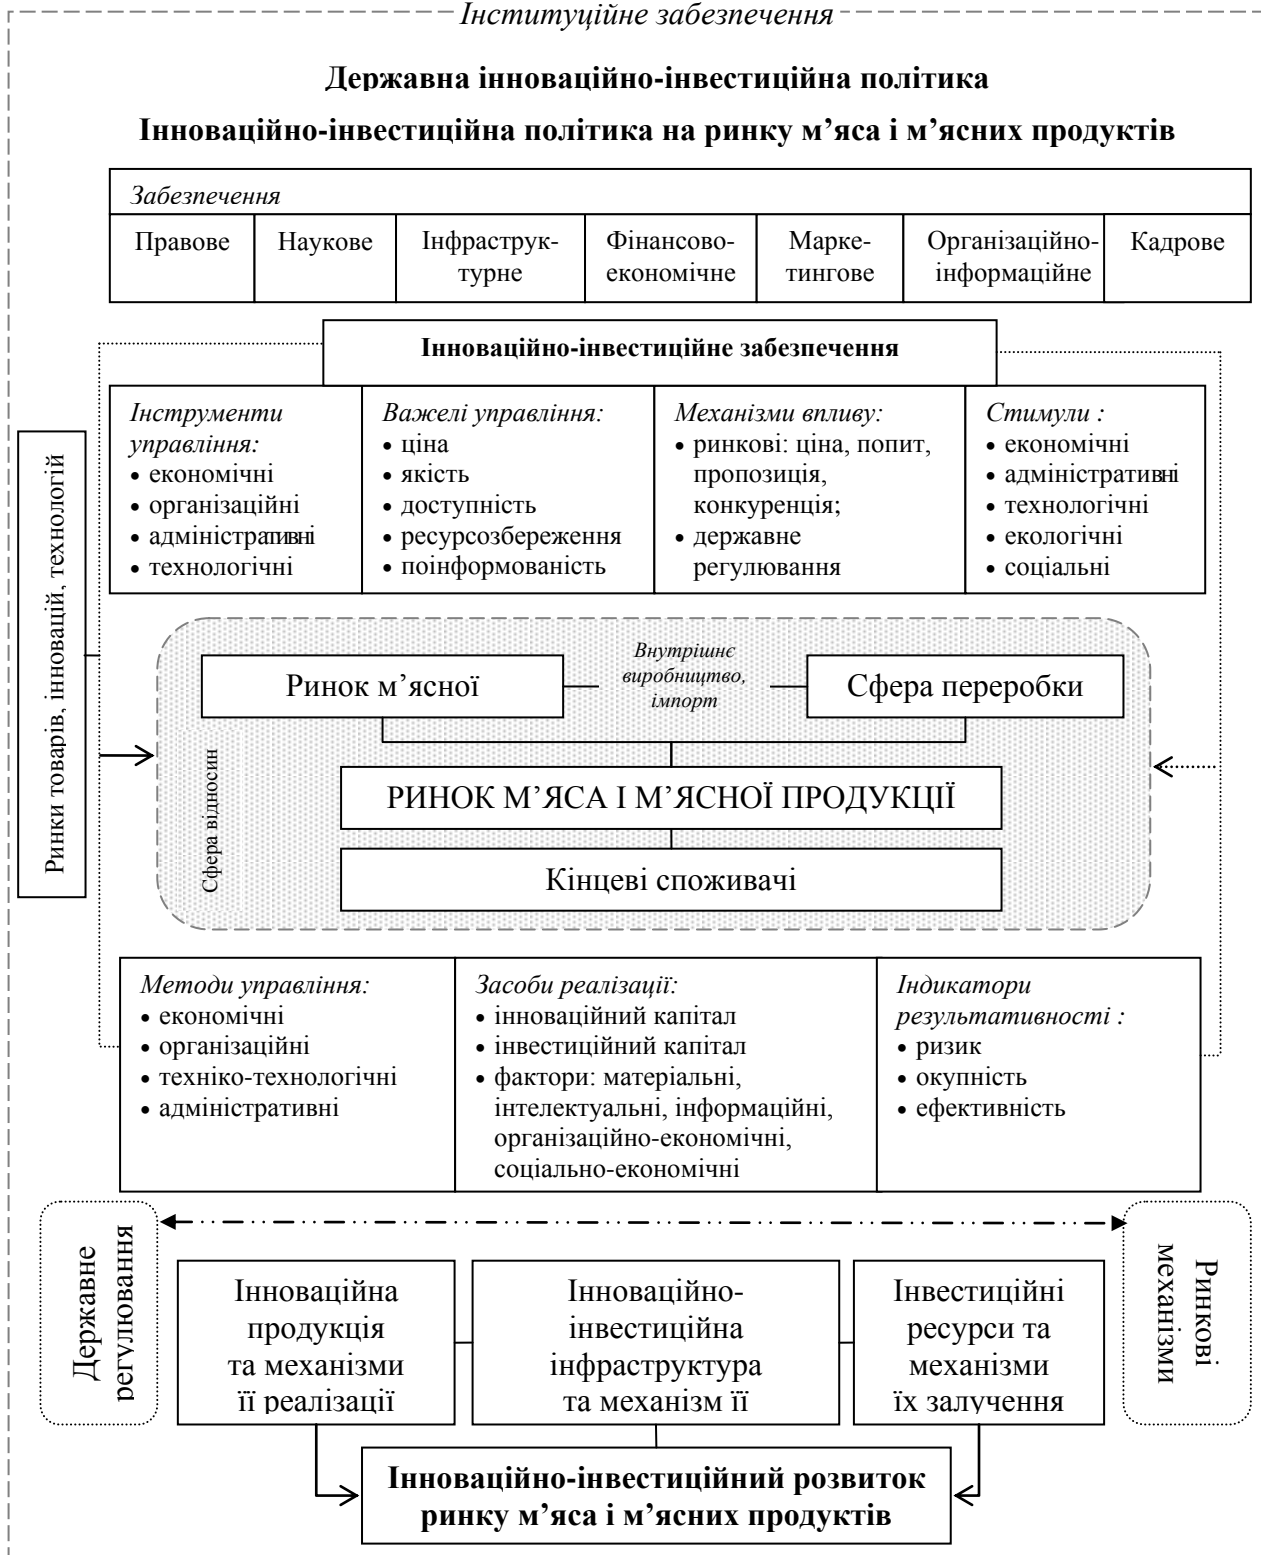 Інституційне забезпечення
Державна інноваційно-інвестиційна політика
Інноваційно-інвестиційна політика на ринку м’яса і м’ясних продуктів
Забезпечення
Правове
Наукове
Інфраструк-
турне
Фінансово-
економічне
Марке-
тингове
Організаційно-
інформаційне
Кадрове
Інноваційно-інвестиційне забезпечення
Інструменти
управління:
• економічні
• організаційні
• адміністративні
• технологічні
Важелі управління:
• ціна
• якість
• доступність
• ресурсозбереження
• поінформованість
Механізми впливу:
• ринкові: ціна, попит,
пропозиція,
конкуренція;
• державне
регулювання
Стимули :
• економічні
• адміністративні
• технологічні
• екологічні
• соціальні
Ринки товарів, інновацій, технологій
Ринок м’ясної
Внутрішнє
виробництво,
імпорт
Сфера переробки
Сфера відносин
РИНОК М’ЯСА І М’ЯСНОЇ ПРОДУКЦІЇ
Кінцеві споживачі
Методи управління:
• економічні
• організаційні
• техніко-технологічні
• адміністративні
Засоби реалізації:
• інноваційний капітал
• інвестиційний капітал
• фактори: матеріальні,
інтелектуальні, інформаційні,
організаційно-економічні,
соціально-економічні
Індикатори
результативності :
• ризик
• окупність
• ефективність
Державне
регулювання
Інноваційна
продукція
та механізми
її реалізації
Інноваційно-
інвестиційна
інфраструктура
та механізм її
Інвестиційні
ресурси та
механізми
їх залучення
Ринкові
механізми
Інноваційно-інвестиційний розвиток
ринку м’яса і м’ясних продуктів